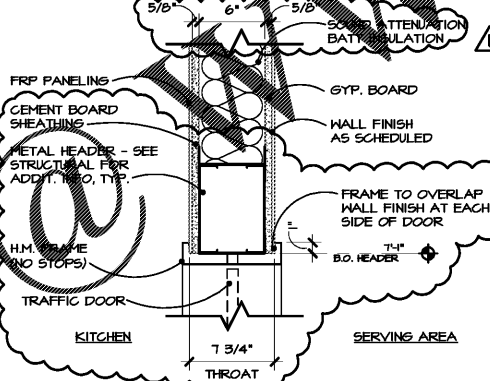 5/8" 6" 5/8"
SOUND ATTENUATION
BATT INSULATION
FRP PANELING
GYP. BOARD
CEMENT BOARD
SHEATHING
WALL FINISH
AS SCHEDULED
METAL HEADER - SEE
STRUCTURAL FOR
ADDIT. INFO, TYP.
FRAME TO OVERLAP
WALL FINISH AT EACH
SIDE OF DOOR
1"
H.M. FRAME
(NO STOPS)
7'4"
B.O. HEADER
TRAFFIC DOOR
KITCHEN
SERVING AREA
7 3/4"
THROAT